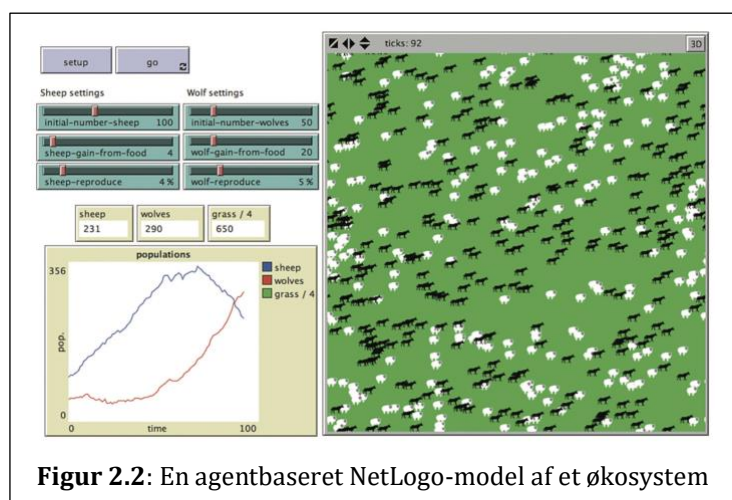 setup
go
ticks: 92
3D
Sheep settings
Wolf settings
initial-number-sheep 100
initial-number-wolves 50
sheep-gain-from-food 4
wolf-gain-from-food 20
sheep-reproduce 4 %
wolf-reproduce 5 %
sheep
231
wolves
290
grass / 4
650
populations
356
pop.
0
0
time
100
sheep
wolves
grass / 4
Figur 2.2: En agentbaseret NetLogo-model af et økosystem